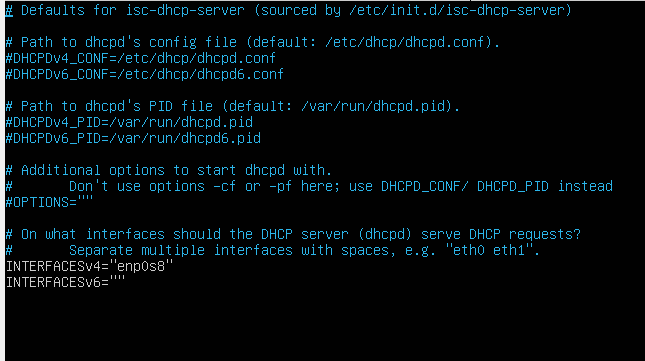 # Defaults for isc-dhcp-server (sourced by /etc/init.d/isc-dhcp-server)
# Path to dhcpd's config file (default: /etc/dhcp/dhcpd.conf).
#DHCPDv4_CONF=/etc/dhcp/dhcpd.conf
#DHCPDv6_CONF=/etc/dhcp/dhcpd6.conf
# Path to dhcpd's PID file (default: /var/run/dhcpd.pid).
#DHCPDv4_PID=/var/run/dhcpd.pid
#DHCPDv6_PID=/var/run/dhcpd6.pid
# Additional options to start dhcpd with.
#       Don't use options -cf or -pf here; use DHCPD_CONF/ DHCPD_PID instead
#OPTIONS=""
# On what interfaces should the DHCP server (dhcpd) serve DHCP requests?
#       Separate multiple interfaces with spaces, e.g. "eth0 eth1".
INTERFACESv4="enp0s8"
INTERFACESv6=""